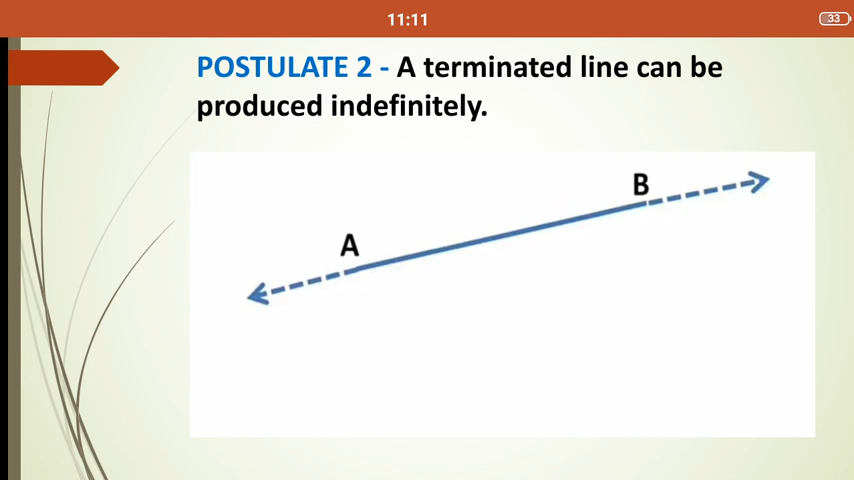 11:11
33
POSTULATE 2 - A terminated line can be
produced indefinitely.
B
A